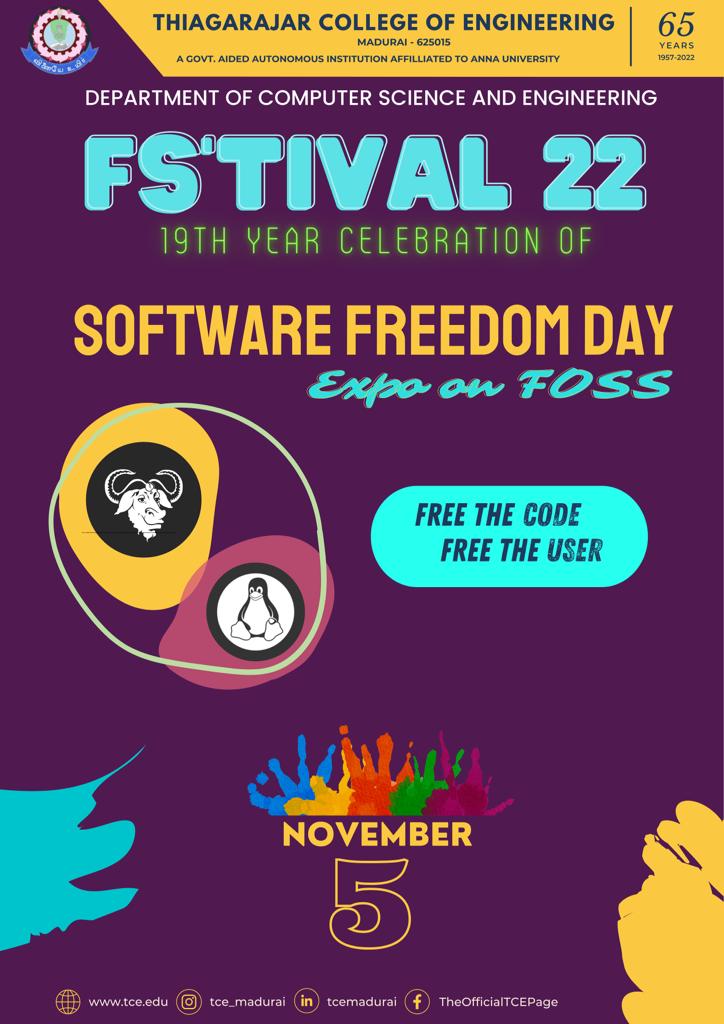 THIAGARAJAR COLLEGE OF ENGINEERING
MADURAI - 625015
A GOVT. AIDED AUTONOMOUS INSTITUTION AFFILLIATED TO ANNA UNIVERSITY
65
YEARS
1957-2022
DEPARTMENT OF COMPUTER SCIENCE AND ENGINEERING
FS'TIVAL 22
19TH YEAR CELEBRATION OF
SOFTWARE FREEDOM DAY
Expo on FOSS
FREE THE CODE
FREE THE USER
NOVEMBER
5
www.tce.edu tce_madurai tcemadurai TheOfficialTCEPage